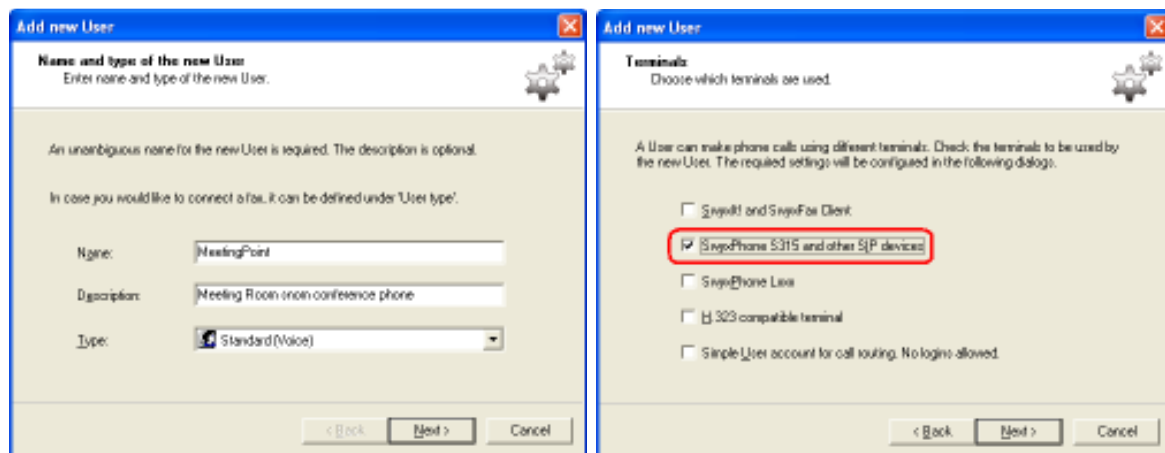 Add new User
Name and type of the new User
Enter name and type of the new User.
An unambiguous name for the new User is required. The description is optional.
In case you would like to connect a fax, it can be defined under 'User type'.
Name: MeetingPoint
Description: Meeting Room snom conference phone
Type: Standard (Voice)
< Back Next > Cancel
Add new User
Terminals
Choose which terminals are used.
A User can make phone calls using different terminals. Check the terminals to be used by
the new User. The required settings will be configured in the following dialogs.
SwyxIt! and SwyxFax Client
SwyxPhone S315 and other SIP devices
SwyxPhone Lxxx
H.323 compatible terminal
Simple User account for call routing. No logins allowed.
< Back Next > Cancel